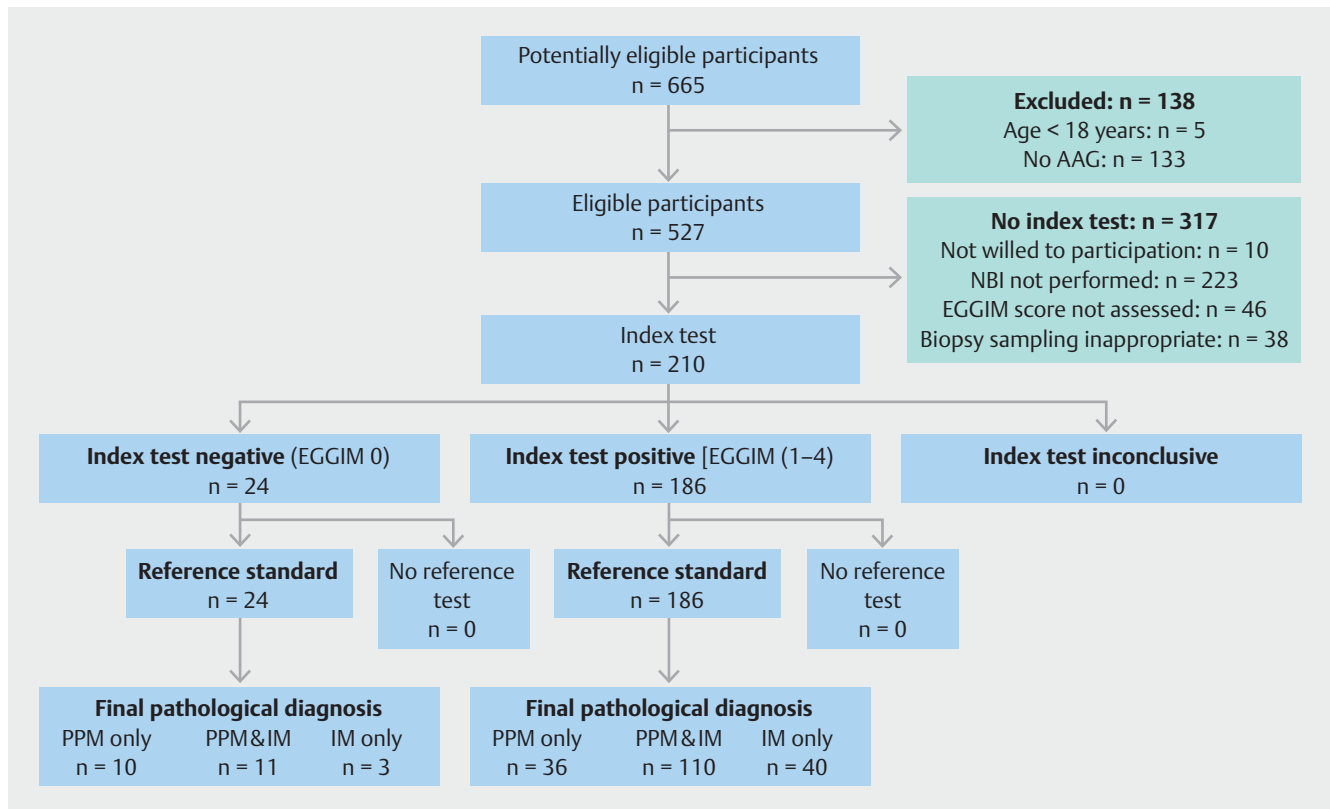 Potentially eligible participants
n = 665
Excluded: n = 138
Age < 18 years: n = 5
No AAG: n = 133
Eligible participants
n = 527
No index test: n = 317
Not willed to participation: n = 10
NBI not performed: n = 223
EGGIM score not assessed: n = 46
Biopsy sampling inappropriate: n = 38
Index test
n = 210
Index test negative (EGGIM 0)
n = 24
Index test positive [EGGIM (1–4)
n = 186
Index test inconclusive
n = 0
Reference standard
n = 24
No reference
test
n = 0
Reference standard
n = 186
No reference
test
n = 0
Final pathological diagnosis
PPM only PPM&IM IM only
n = 10 n = 11 n = 3
Final pathological diagnosis
PPM only PPM&IM IM only
n = 36 n = 110 n = 40